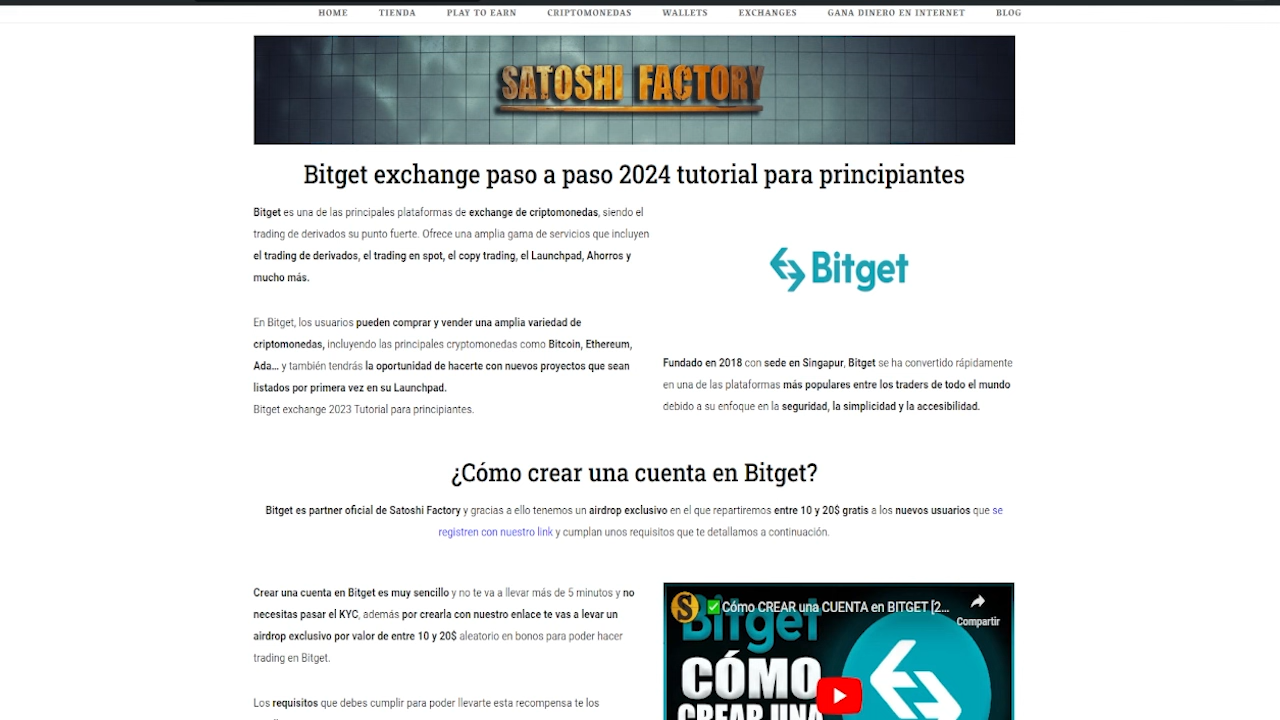 HOME TIENDA PLAY TO EARN CRIPTOMONEDAS WALLETS EXCHANGES GANA DINERO EN INTERNET BLOG
SATOSHI FACTORY
Bitget exchange paso a paso 2024 tutorial para principiantes
Bitget es una de las principales plataformas de exchange de criptomonedas, siendo el
trading de derivados su punto fuerte. Ofrece una amplia gama de servicios que incluyen
el trading de derivados, el trading en spot, el copy trading, el Launchpad, Ahorros y
mucho más.
En Bitget, los usuarios pueden comprar y vender una amplia variedad de
criptomonedas, incluyendo las principales cryptomonedas como Bitcoin, Ethereum,
Ada... y también tendrás la oportunidad de hacerte con nuevos proyectos que sean
listados por primera vez en su Launchpad.
Bitget exchange 2023 Tutorial para principiantes.
Bitget
Fundado en 2018 con sede en Singapur, Bitget se ha convertido rápidamente
en una de las plataformas más populares entre los traders de todo el mundo
debido a su enfoque en la seguridad, la simplicidad y la accesibilidad.
¿Cómo crear una cuenta en Bitget?
Bitget es partner oficial de Satoshi Factory y gracias a ello tenemos un airdrop exclusivo en el que repartiremos entre 10 y 20$ gratis a los nuevos usuarios que se
registren con nuestro link y cumplan unos requisitos que te detallamos a continuación.
Crear una cuenta en Bitget es muy sencillo y no te va a llevar más de 5 minutos y no
necesitas pasar el KYC, además por crearla con nuestro enlace te vas a levar un
airdrop exclusivo por valor de entre 10 y 20$ aleatorio en bonos para poder hacer
trading en Bitget.
Los requisitos que debes cumplir para poder llevarte esta recompensa te los
S ✅Cómo CREAR una CUENTA en BITGET [2...
Compartir
Bitget
CÓMO
CREAR UNA